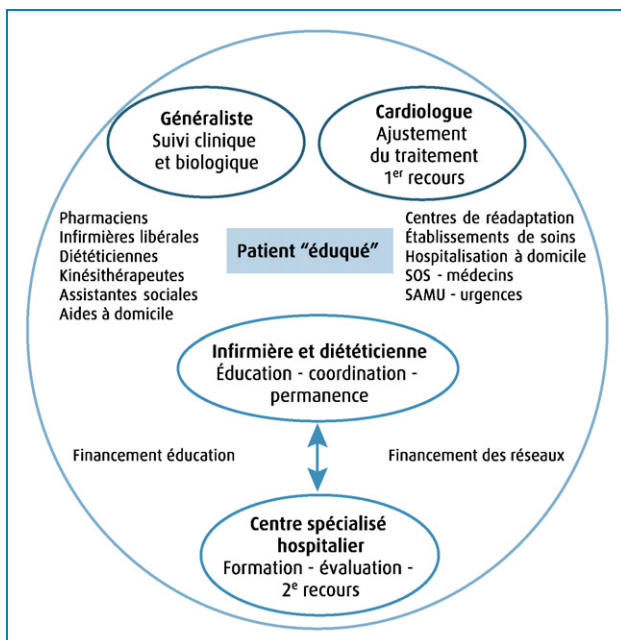 Généraliste
Suivi clinique
et biologique
Cardiologue
Ajustement
du traitement
1er recours
Pharmaciens
Infirmières libérales
Diététiciennes
Kinésithérapeutes
Assistantes sociales
Aides à domicile
Patient “éduqué”
Centres de réadaptation
Établissements de soins
Hospitalisation à domicile
SOS - médecins
SAMU - urgences
Infirmière et diététicienne
Éducation - coordination -
permanence
Financement éducation
Financement des réseaux
Centre spécialisé
hospitalier
Formation - évaluation -
2e recours